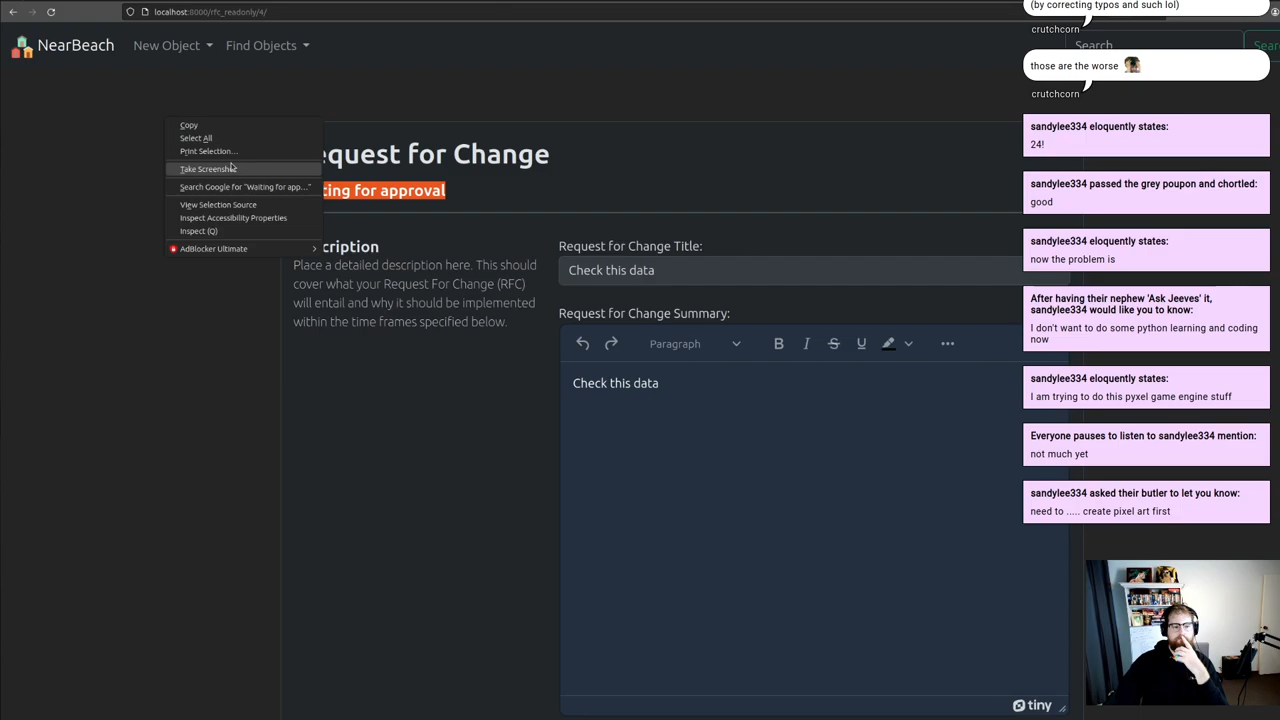 localhost:8000/rfc_readonly/4/
NearBeach
New Object
Find Objects
Search
Copy
Select All
Print Selection...
Take Screenshot
Search Google for "Waiting for app..."
View Selection Source
Inspect Accessibility Properties
Inspect (Q)
AdBlocker Ultimate
equest for Change
ting for approval
cription
Place a detailed description here. This should
cover what your Request For Change (RFC)
will entail and why it should be implemented
within the time frames specified below.
Request for Change Title:
Check this data
Request for Change Summary:
Paragraph
B I S U
Check this data
tiny
(by correcting typos and such lol)
crutchcorn
those are the worse
crutchcorn
sandylee334 eloquently states:
24!
sandylee334 passed the grey poupon and chortled:
good
sandylee334 eloquently states:
now the problem is
After having their nephew 'Ask Jeeves' it,
sandylee334 would like you to know:
I don't want to do some python learning and coding
now
sandylee334 eloquently states:
I am trying to do this pyxel game engine stuff
Everyone pauses to listen to sandylee334 mention:
not much yet
sandylee334 asked their butler to let you know:
need to ..... create pixel art first